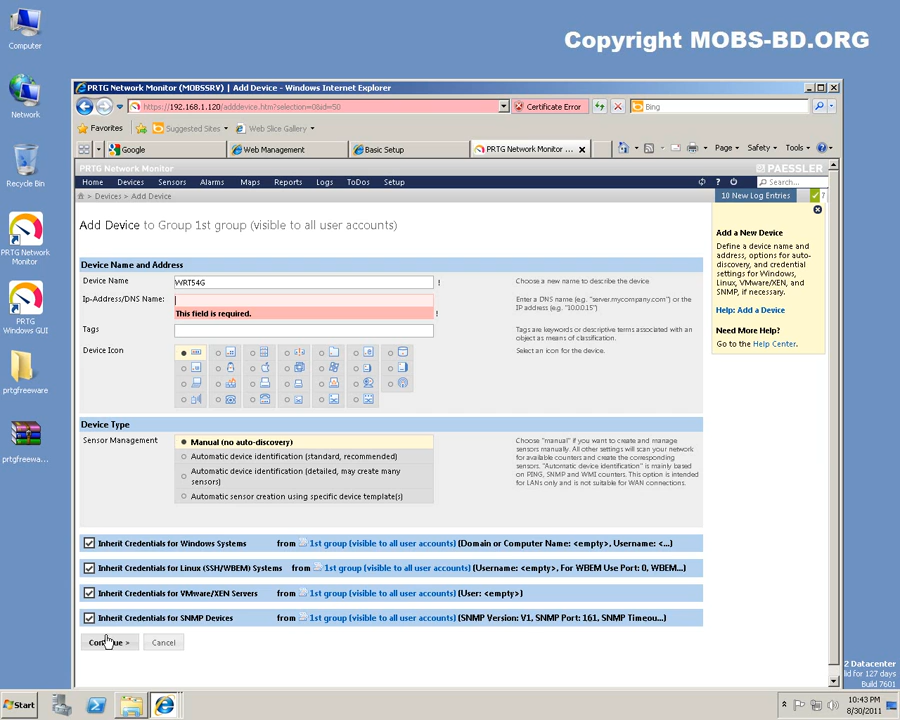 Computer
Network
Recycle Bin
PRTG Network
Monitor
PRTG
Windows GUI
prtgfreeware
prtgfreewa...
Copyright MOBS-BD.ORG
PRTG Network Monitor (MOBSSRV) | Add Device - Windows Internet Explorer
https://192.168.1.120/adddevice.htm?selection=0&id=50
Certificate Error
Bing
Favorites
Suggested Sites
Web Slice Gallery
Google
Web Management
Basic Setup
PRTG Network Monitor ...
Page
Safety
Tools
PRTG Network Monitor
PAESSLER
Home Devices Sensors Alarms Maps Reports Logs ToDos Setup
Search...
> Devices > Add Device
10 New Log Entries
7
Add Device to Group 1st group (visible to all user accounts)
Device Name and Address
Device Name
WRT54G
!
Choose a new name to describe the device.
Ip-Address/DNS Name:
This field is required.
!
Enter a DNS name (e.g. "server.mycompany.com") or the
IP address (e.g. "10.0.0.15").
Tags
Tags are keywords or descriptive terms associated with an
object as means of classification.
Device Icon
Select an icon for the device.
Device Type
Sensor Management
Manual (no auto-discovery)
Automatic device identification (standard, recommended)
Automatic device identification (detailed, may create many
sensors)
Automatic sensor creation using specific device template(s)
Choose "manual" if you want to create and manage
sensors manually. All other settings will scan your network
for available counters and create the corresponding
sensors. "Automatic device identification" is mainly based
on PING, SNMP and WMI counters. This option is intended
for LANs only and is not suitable for WAN connections.
Inherit Credentials for Windows Systems from 1st group (visible to all user accounts) (Domain or Computer Name: <empty>, Username: <...)
Inherit Credentials for Linux (SSH/WBEM) Systems from 1st group (visible to all user accounts) (Username: <empty>, For WBEM Use Port: 0, WBEM...)
Inherit Credentials for VMware/XEN Servers from 1st group (visible to all user accounts) (User: <empty>)
Inherit Credentials for SNMP Devices from 1st group (visible to all user accounts) (SNMP Version: V1, SNMP Port: 161, SNMP Timeou...)
Continue >
Cancel
Add a New Device
Define a device name and
address, options for auto-
discovery, and credential
settings for Windows,
Linux, VMware/XEN, and
SNMP, if necessary.
Help: Add a Device
Need More Help?
Go to the Help Center.
2 Datacenter
lid for 127 days
Build 7601
Start
10:43 PM
8/30/2011